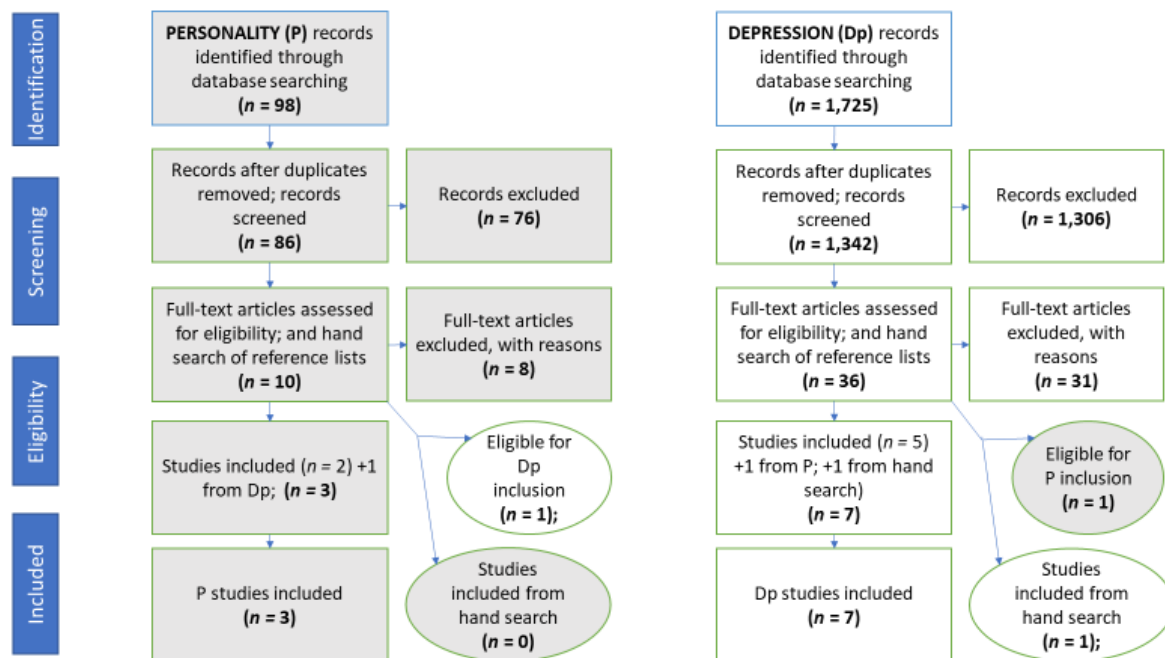 Identification
PERSONALITY (P) records
identified through
database searching
(n = 98)
DEPRESSION (Dp) records
identified through
database searching
(n = 1,725)
Screening
Records after duplicates
removed; records
screened
(n = 86)
Records excluded
(n = 76)
Records after duplicates
removed; records
screened
(n = 1,342)
Records excluded
(n = 1,306)
Full-text articles assessed
for eligibility; and hand
search of reference lists
(n = 10)
Full-text articles
excluded, with reasons
(n = 8)
Full-text articles assessed
for eligibility; and hand
search of reference lists
(n = 36)
Full-text articles
excluded, with
reasons
(n = 31)
Eligibility
Studies included (n = 2) +1
from Dp; (n = 3)
Eligible for
Dp
inclusion
(n = 1);
Studies included (n = 5)
+1 from P; +1 from hand
search)
(n = 7)
Eligible for
P inclusion
(n = 1)
Included
P studies included
(n = 3)
Studies
included from
hand search
(n = 0)
Dp studies included
(n = 7)
Studies
included from
hand search
(n = 1);